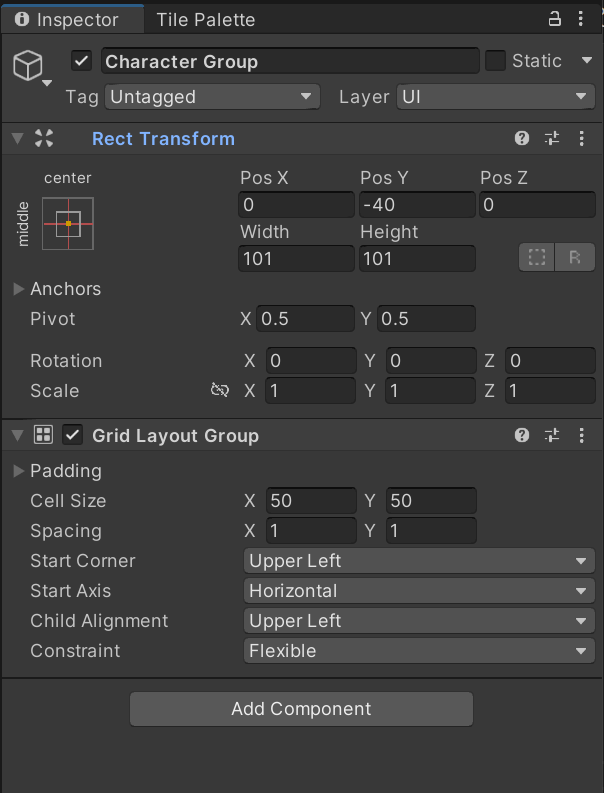 Inspector Tile Palette
Character Group Static
Tag Untagged Layer UI
Rect Transform
center
middle
Pos X Pos Y Pos Z
0 -40 0
Width Height
101 101
R
Anchors
Pivot X 0.5 Y 0.5
Rotation X 0 Y 0 Z 0
Scale X 1 Y 1 Z 1
Grid Layout Group
Padding
Cell Size X 50 Y 50
Spacing X 1 Y 1
Start Corner Upper Left
Start Axis Horizontal
Child Alignment Upper Left
Constraint Flexible
Add Component